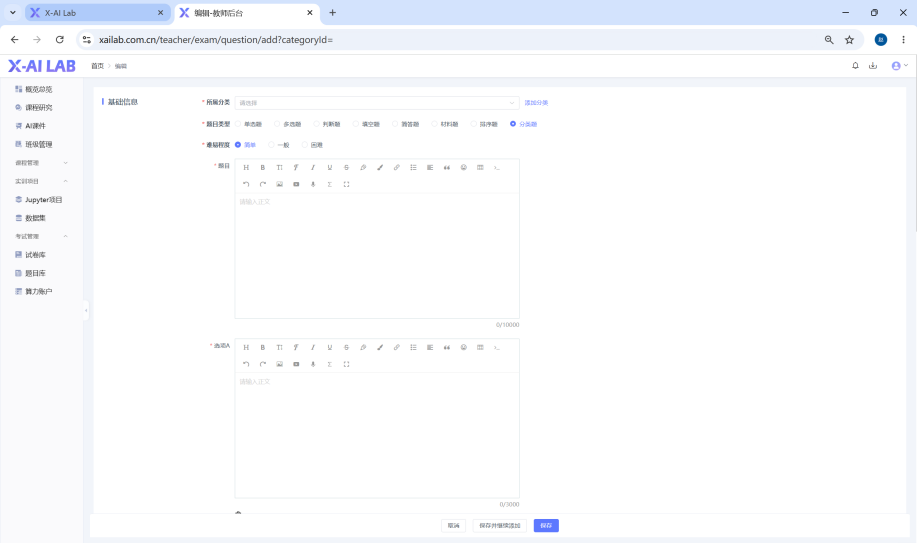 X-AI Lab
编辑-教师后台
xailab.com.cn/teacher/exam/question/add?categoryId=
X-AI LAB
首页 / 编辑
概览总览
课程研究
AI课件
班级管理
课程管理
实训项目
Jupyter项目
数据集
考试管理
试卷库
题目库
算力账户
基础信息
* 所属分类 请选择 添加分类
* 题目类型 单选题 多选题 判断题 填空题 简答题 材料题 排序题 分类题
* 难易程度 简单 一般 困难
* 题目
请输入正文
0/10000
* 选项A
请输入正文
0/3000
取消 保存并继续添加 保存